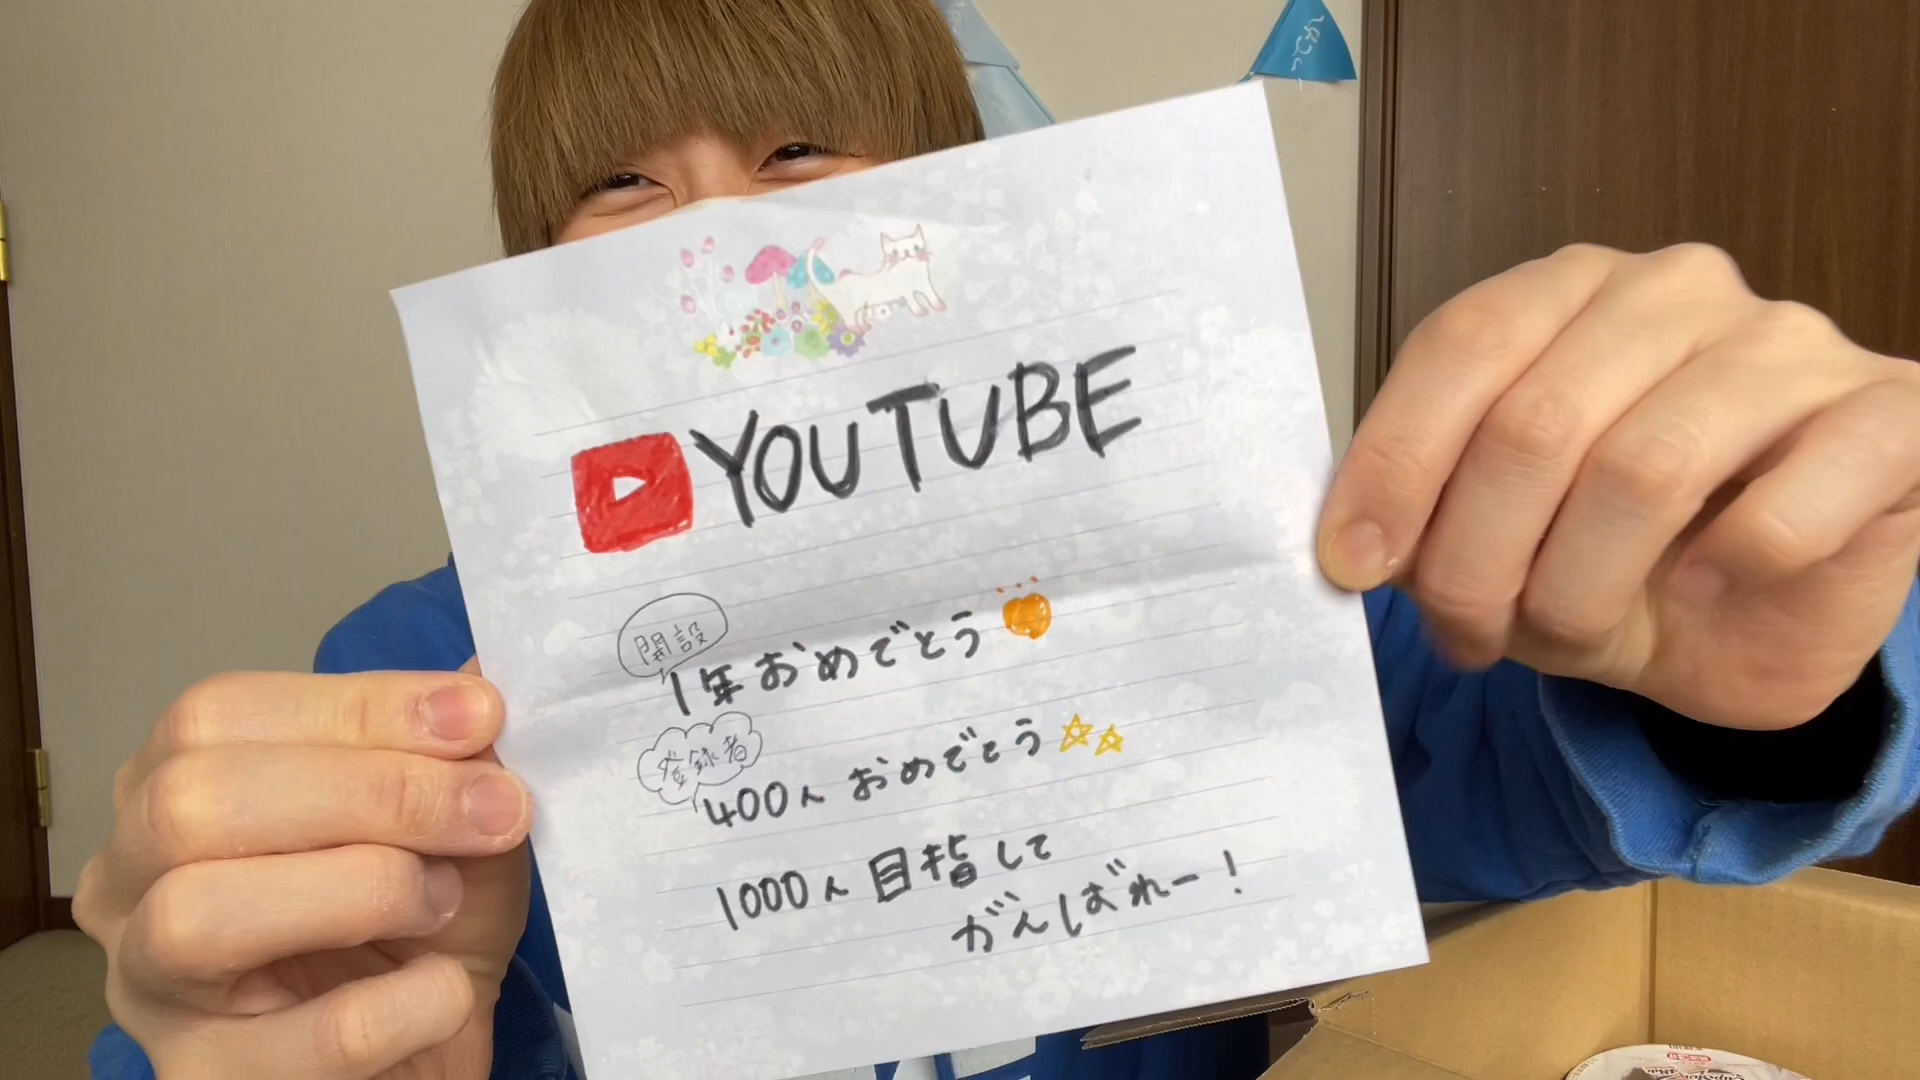 YOUTUBE
開設
1年おめでとう
登録者
400人おめでとう
1000人目指して
がんばれー!